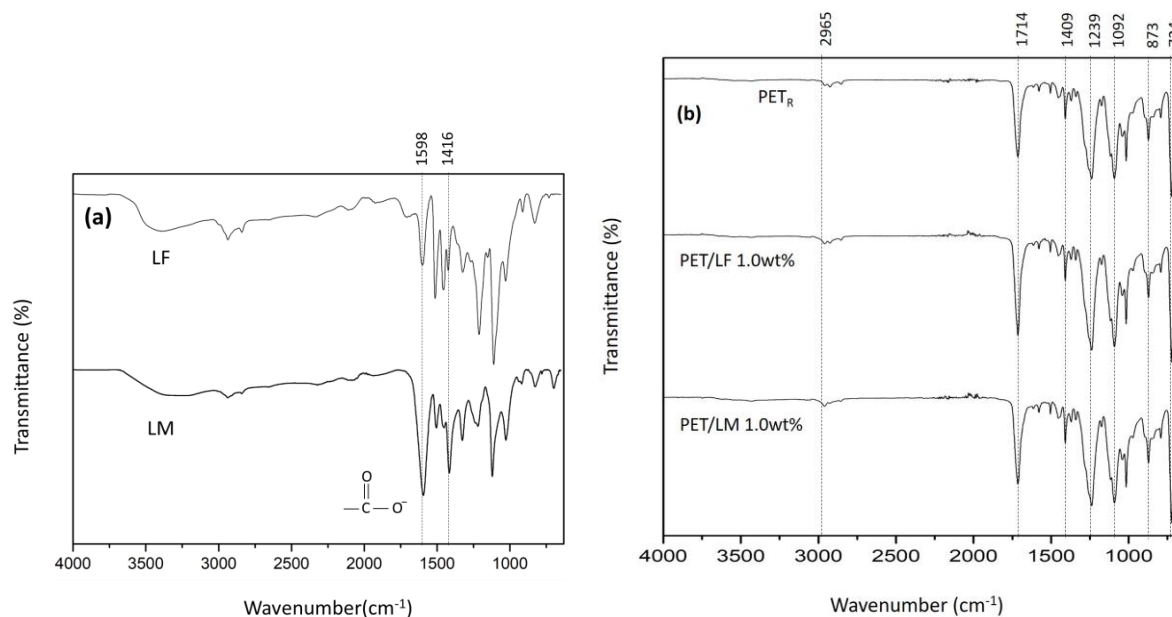 1598
1416
(a)
LF
LM
O
C
O⁻
Transmittance (%)
4000
3500
3000
2500
2000
1500
1000
Wavenumber(cm⁻¹)
2965
1714
1409
1239
1092
873
(b)
PET_R
PET/LF 1.0wt%
PET/LM 1.0wt%
Transmittance (%)
4000
3500
3000
2500
2000
1500
1000
Wavenumber (cm⁻¹)